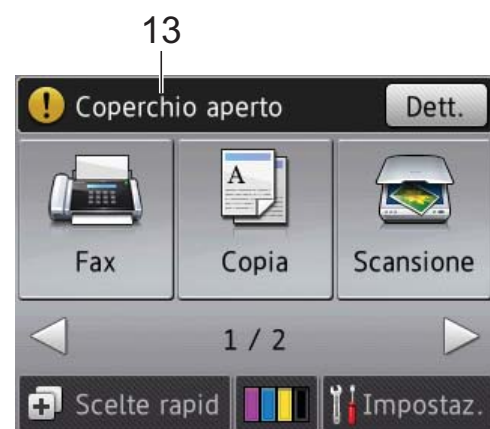 13
Coperchio aperto Dett.
A
Fax Copia Scansione
1 / 2
Scelte rapid Impostaz.